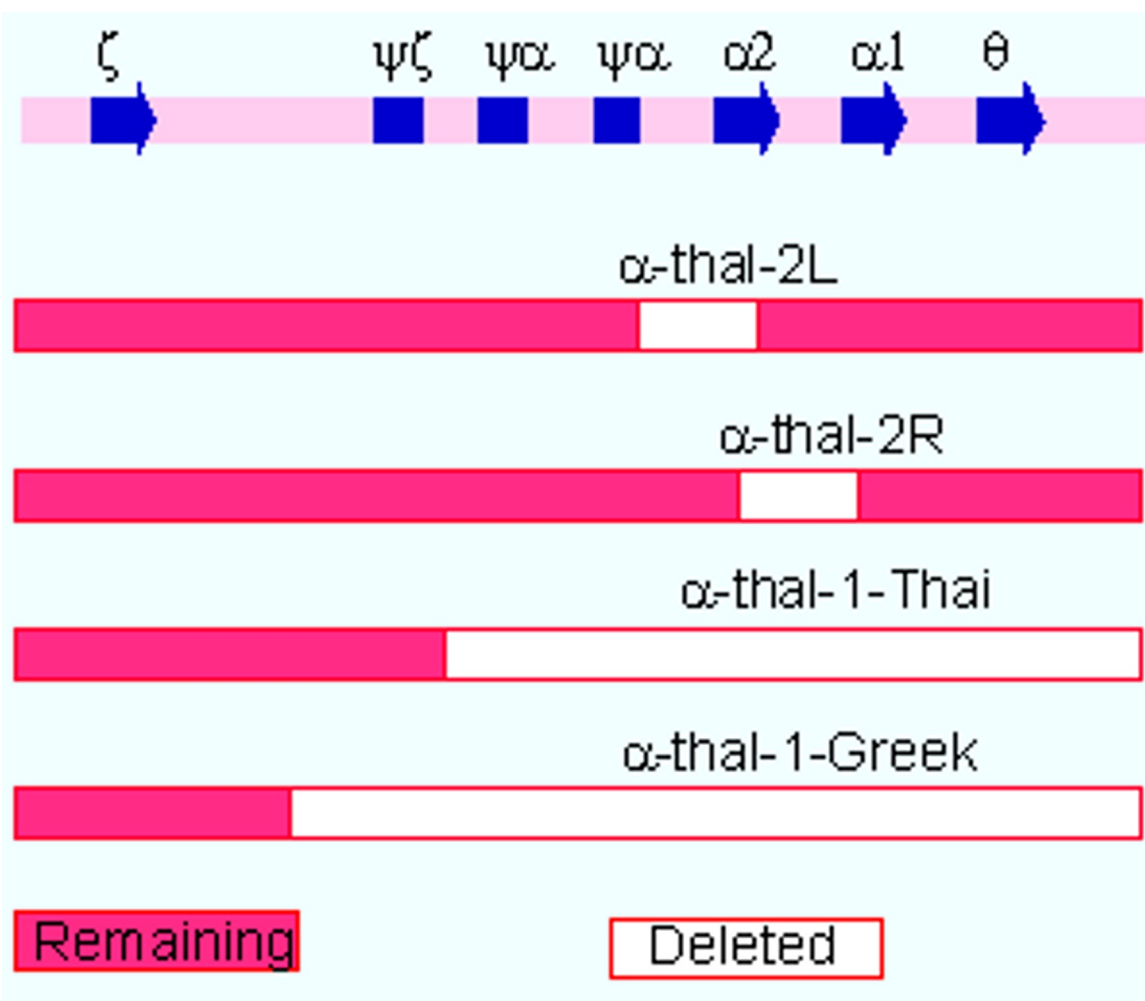 ζ ψζ ψα ψα α2 α1 θ
α-thal-2L
α-thal-2R
α-thal-1-Thai
α-thal-1-Greek
Remaining Deleted